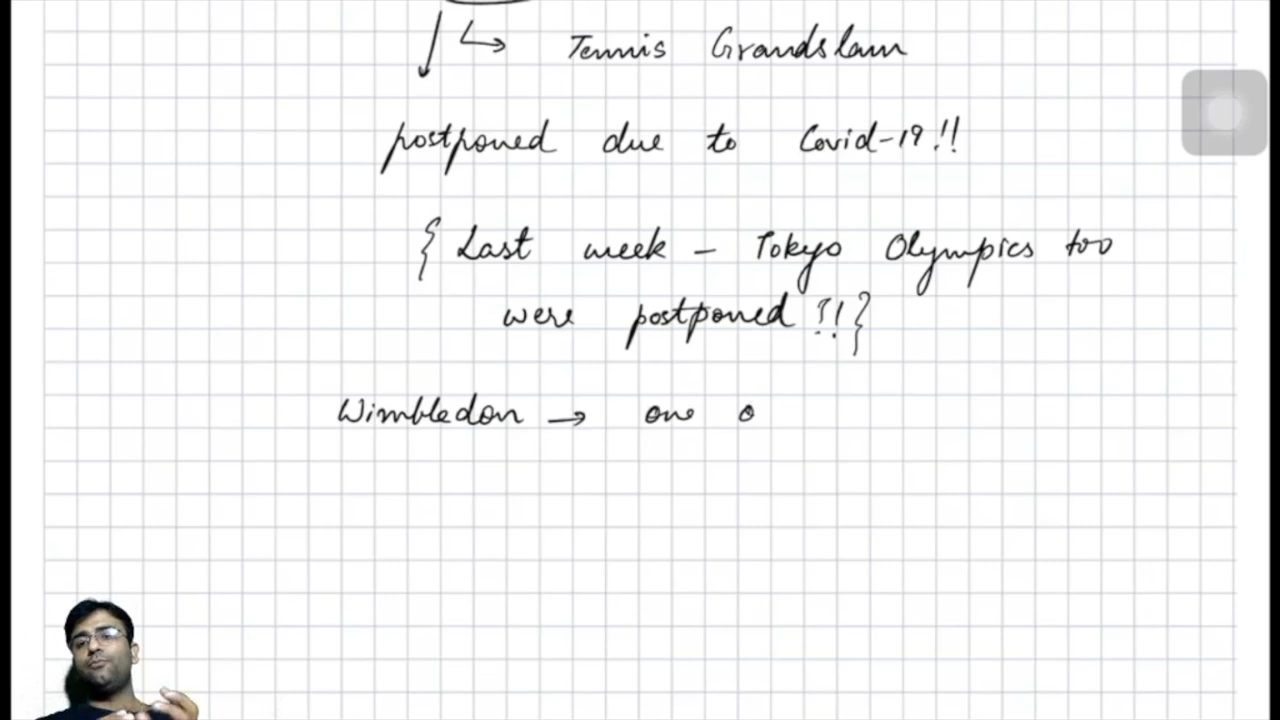 ↓ ↳ Tennis Grandslam
postponed due to Covid-19!!
{ Last week - Tokyo Olympics too
were postponed ?!! }
Wimbledon → one o